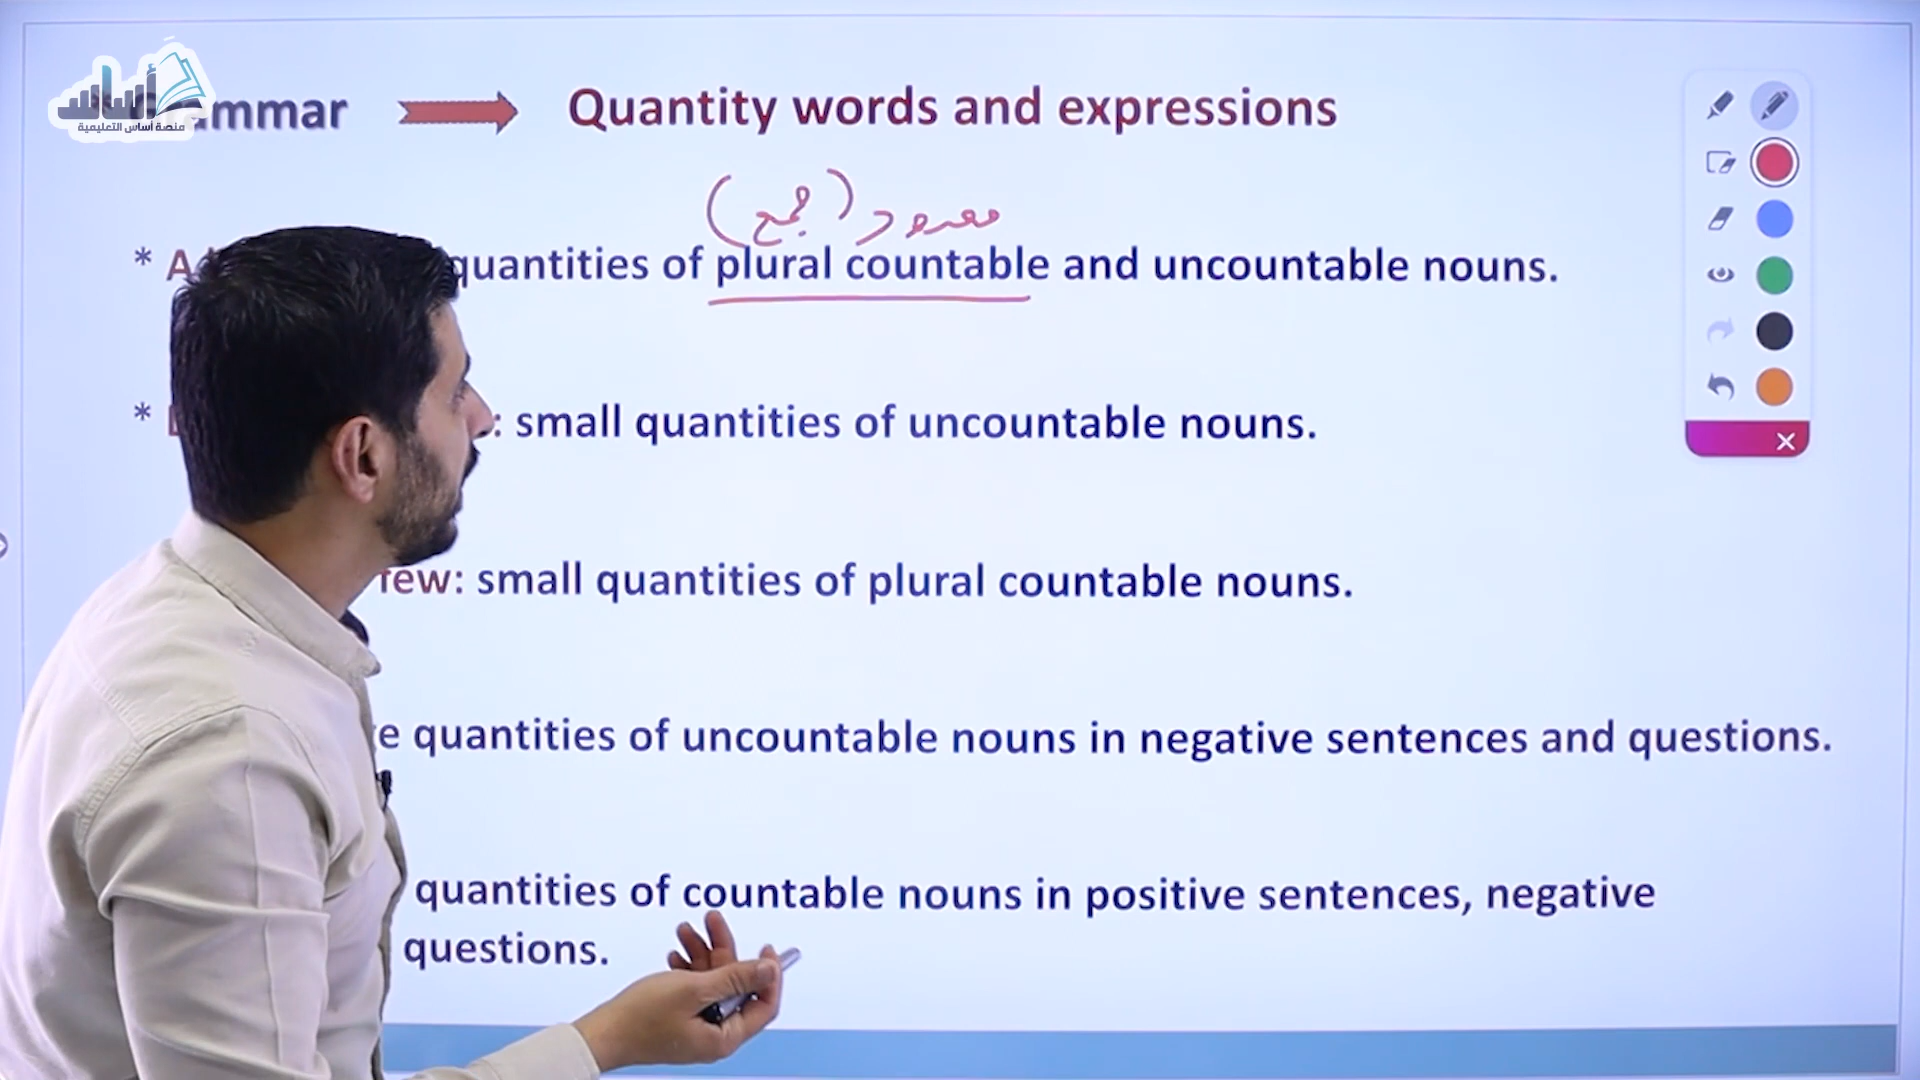 أساس
منصة أساس التعليمية
Grammar Quantity words and expressions
معدود (جمع)
* A quantities of plural countable and uncountable nouns.
* : small quantities of uncountable nouns.
few: small quantities of plural countable nouns.
quantities of uncountable nouns in negative sentences and questions.
quantities of countable nouns in positive sentences, negative
questions.